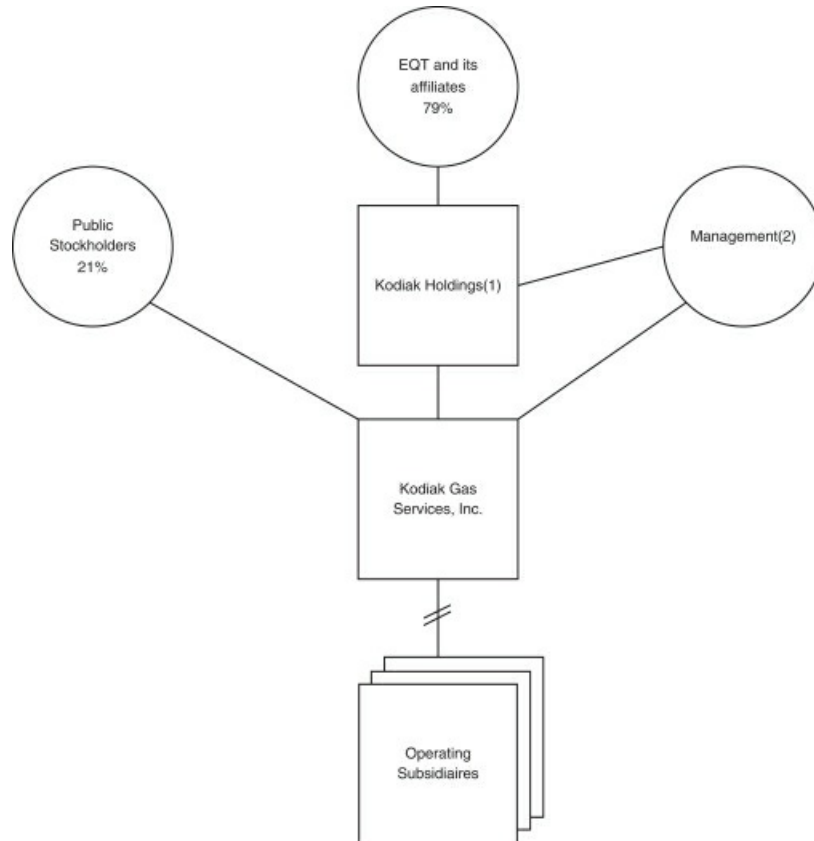 EQT and its
affiliates
79%
Public
Stockholders
21%
Management(2)
Kodiak Holdings(1)
Kodiak Gas
Services, Inc.
Operating
Subsidiaires